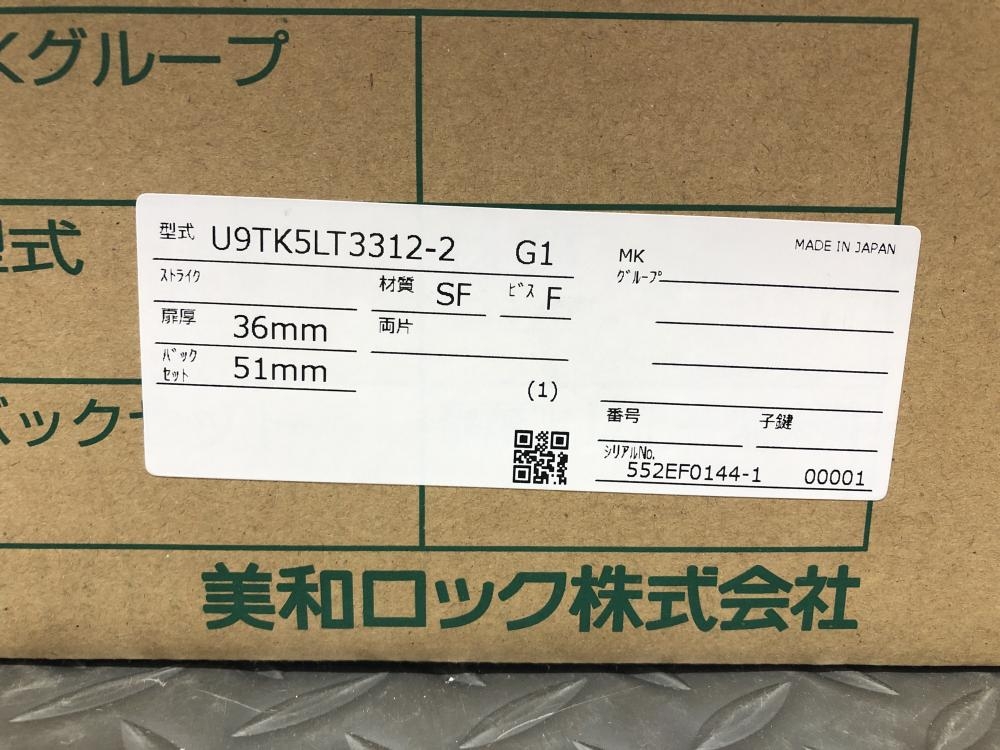 Kグループ
型式
型式 U9TK5LT3312-2 G1
ストライク
材質 SF ビス F
扉厚 36mm
両片
バックセット 51mm
(1)
MK
グループ
MADE IN JAPAN
番号 子鍵
シリアルNo.
552EF0144-1 00001
バック
美和ロック株式会社